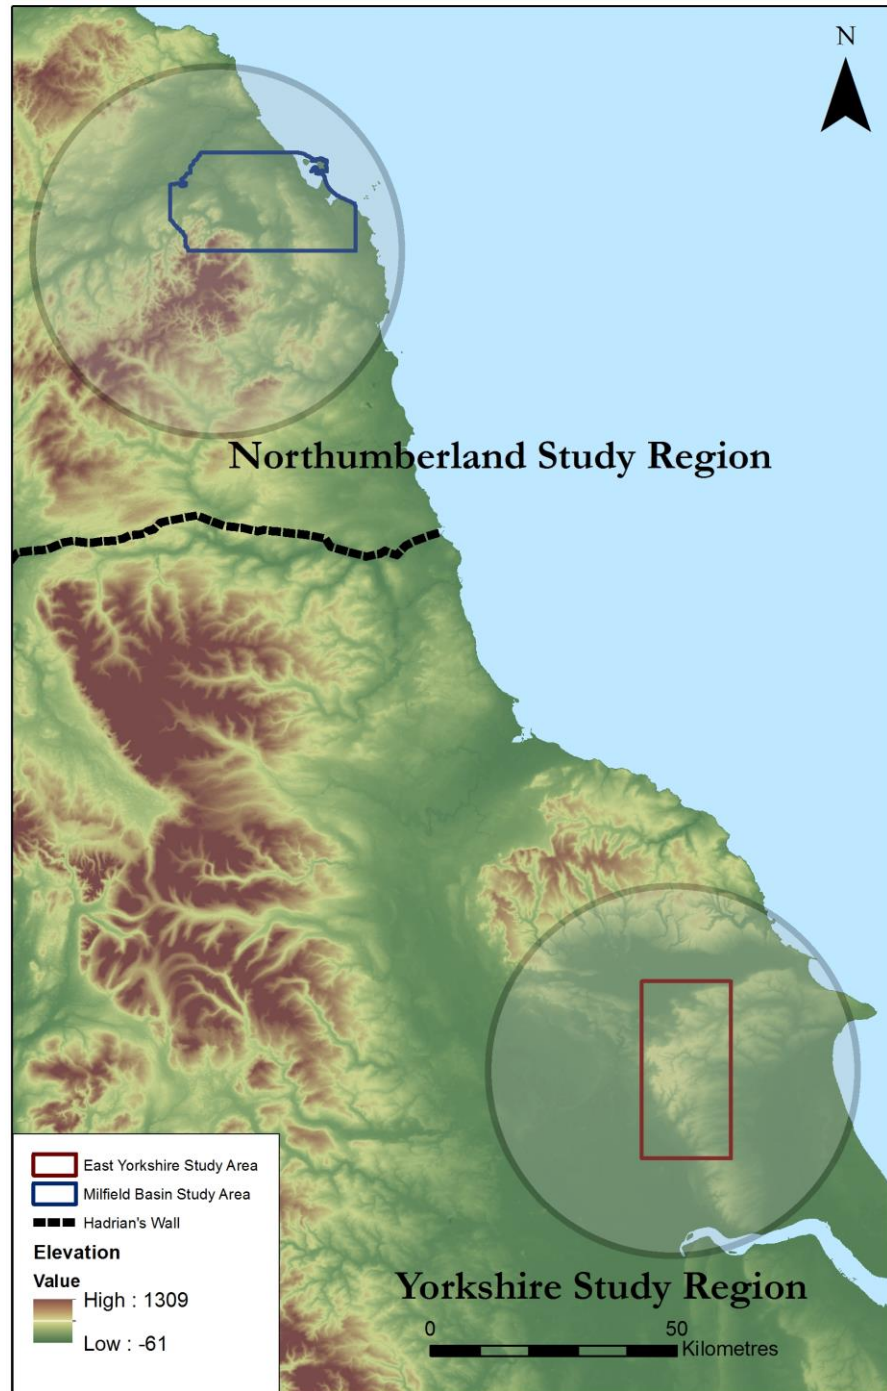 N
Northumberland Study Region
East Yorkshire Study Area
Milfield Basin Study Area
Hadrian's Wall
Elevation
Value
High : 1309
Low : -61
Yorkshire Study Region
0 50
Kilometres